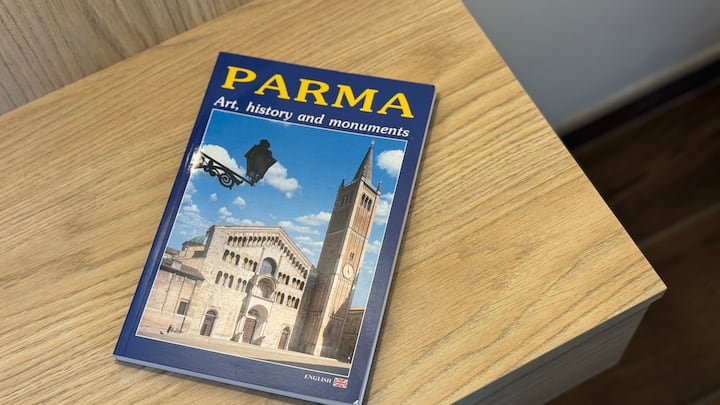 PARMA
Art, history and monuments
ENGLISH